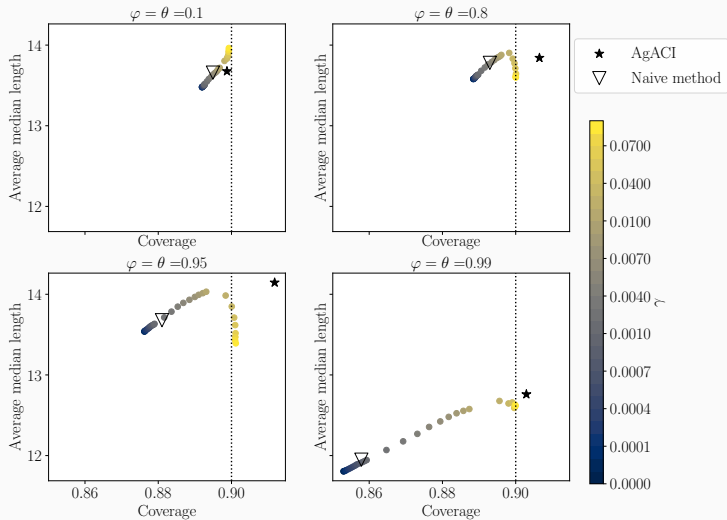 φ = θ =0.1
φ = θ =0.8
14
13
12
Average median length
Coverage
Average median length
Coverage
AgACI
Naive method
φ = θ =0.95
φ = θ =0.99
14
13
12
Average median length
0.86
0.88
0.90
Coverage
Average median length
0.86
0.88
0.90
Coverage
0.0700
0.0400
0.0100
0.0070
0.0040
0.0010
0.0007
0.0004
0.0001
0.0000
γ